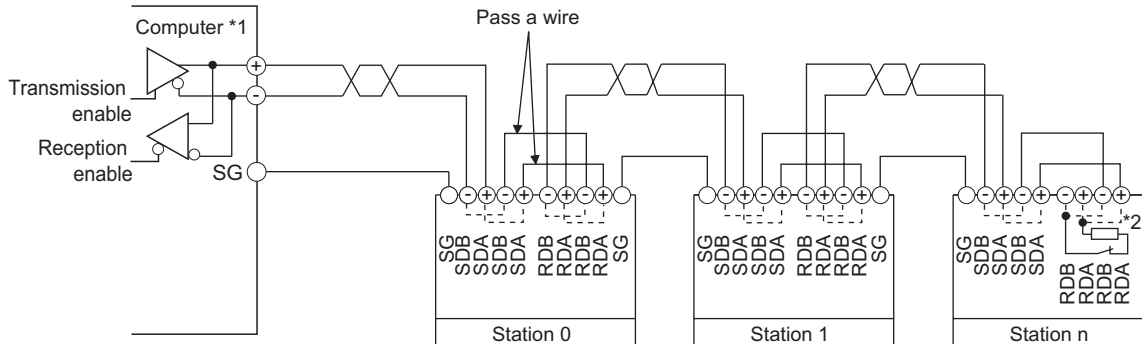 Pass a wire
Computer *1
+
-
Transmission
enable
Reception
enable
SG
- + - + - + - +
- + - + - + - +
- + - + - + - +
*2
SG SDB SDA SDB SDA RDB RDA RDB RDA SG
SG SDB SDA SDB SDA RDB RDA RDB RDA SG
SG SDB SDA SDB SDA RDB RDA RDB RDA
Station 0
Station 1
Station n